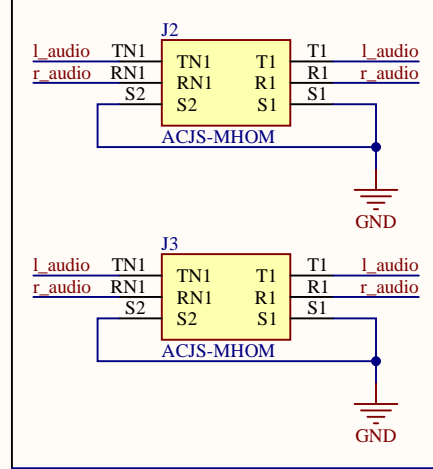 J2
l_audio TN1 TN1 T1 T1 l_audio
r_audio RN1 RN1 R1 R1 r_audio
S2 S2 S1 S1
ACJS-MHOM
GND
J3
l_audio TN1 TN1 T1 T1 l_audio
r_audio RN1 RN1 R1 R1 r_audio
S2 S2 S1 S1
ACJS-MHOM
GND